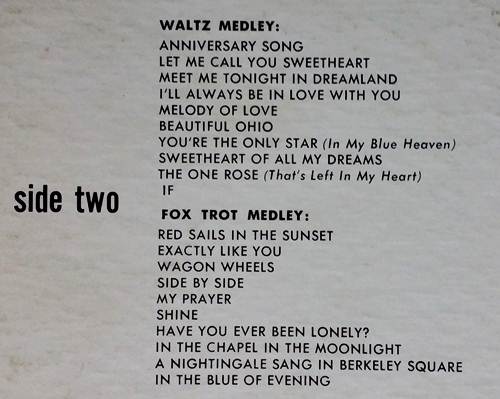 WALTZ MEDLEY:
ANNIVERSARY SONG
LET ME CALL YOU SWEETHEART
MEET ME TONIGHT IN DREAMLAND
I'LL ALWAYS BE IN LOVE WITH YOU
MELODY OF LOVE
BEAUTIFUL OHIO
YOU'RE THE ONLY STAR (In My Blue Heaven)
SWEETHEART OF ALL MY DREAMS
THE ONE ROSE (That's Left In My Heart)
IF
side two
FOX TROT MEDLEY:
RED SAILS IN THE SUNSET
EXACTLY LIKE YOU
WAGON WHEELS
SIDE BY SIDE
MY PRAYER
SHINE
HAVE YOU EVER BEEN LONELY?
IN THE CHAPEL IN THE MOONLIGHT
A NIGHTINGALE SANG IN BERKELEY SQUARE
IN THE BLUE OF EVENING